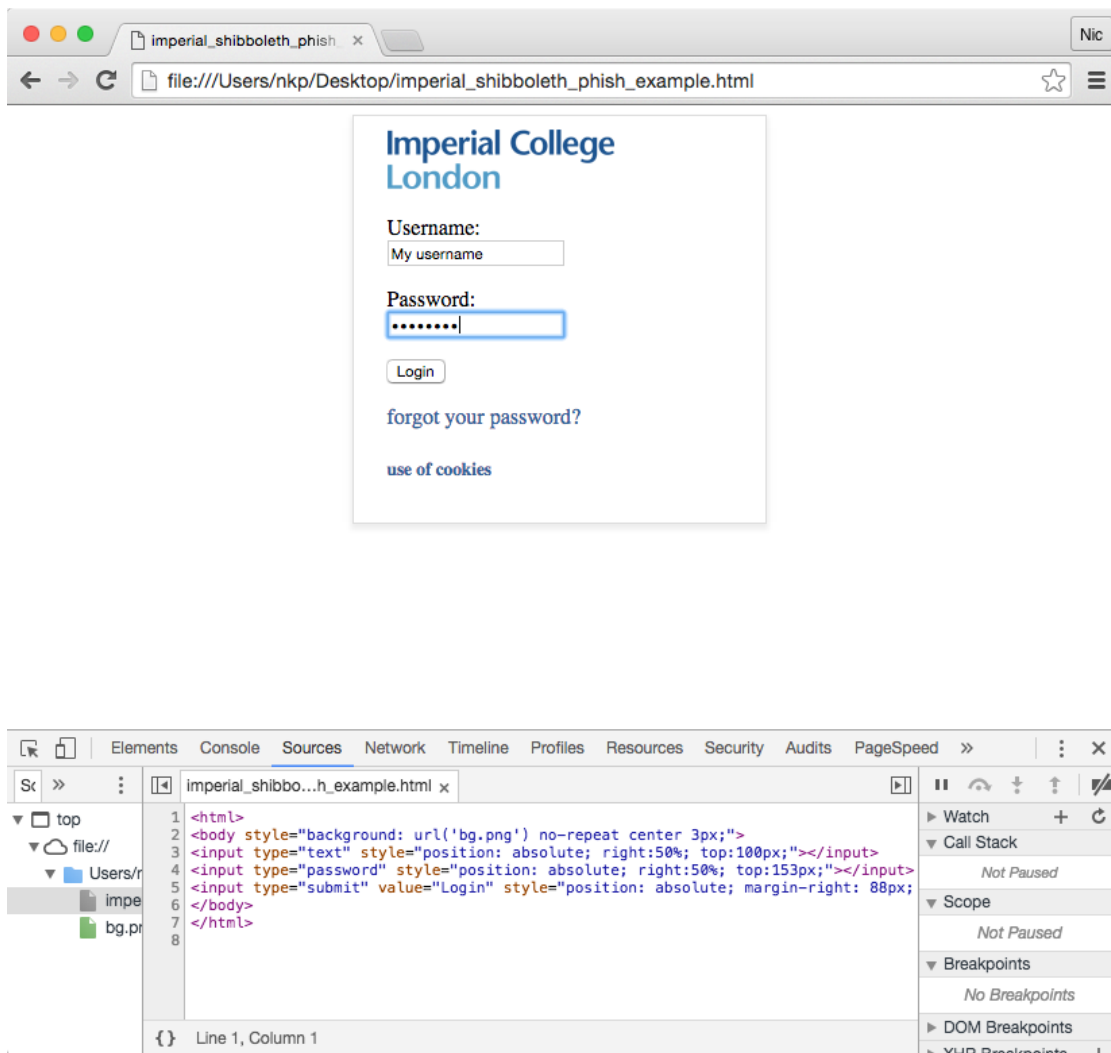 imperial_shibboleth_phish_
Nic
file:///Users/nkp/Desktop/imperial_shibboleth_phish_example.html
Imperial College
London
Username:
My username
Password:
Login
forgot your password?
use of cookies
Elements Console Sources Network Timeline Profiles Resources Security Audits PageSpeed »
Sc » imperial_shibbo...h_example.html
top
file://
Users/r
impe
bg.pr
1 <html>
2 <body style="background: url('bg.png') no-repeat center 3px;">
3 <input type="text" style="position: absolute; right:50%; top:100px;"></input>
4 <input type="password" style="position: absolute; right:50%; top:153px;"></input>
5 <input type="submit" value="Login" style="position: absolute; margin-right: 88px;
6 </body>
7 </html>
8
{} Line 1, Column 1
Watch
Call Stack
Not Paused
Scope
Not Paused
Breakpoints
No Breakpoints
DOM Breakpoints
XHR Breakpoints